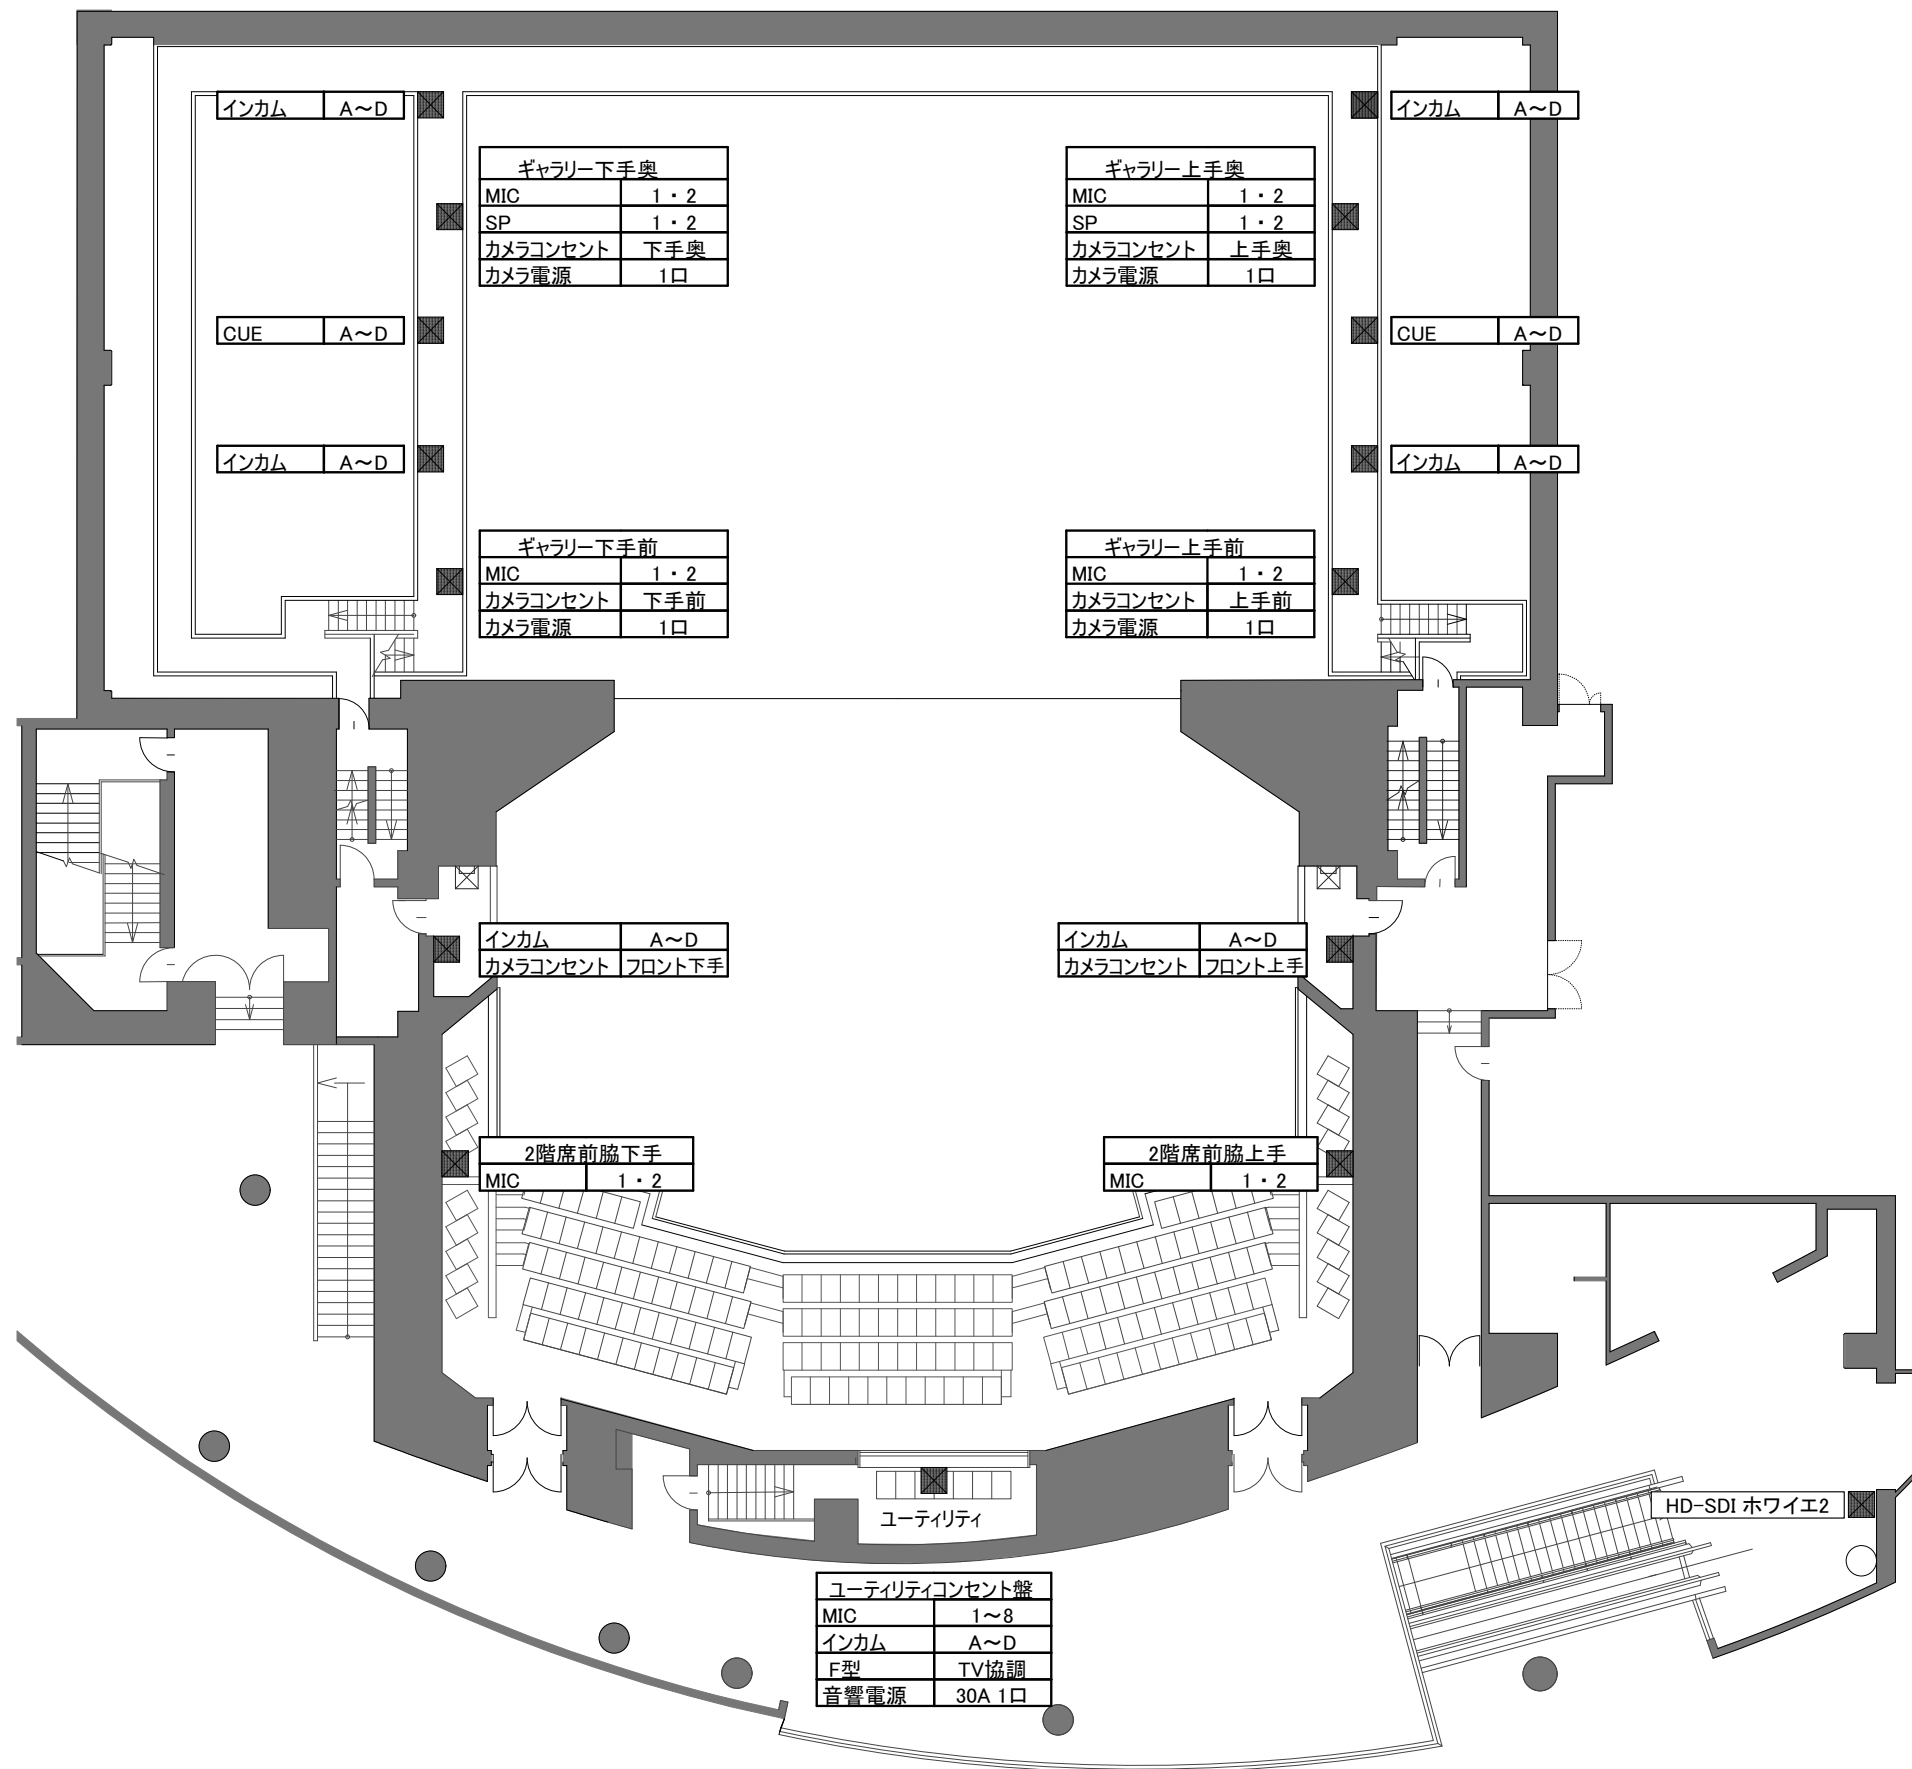 インカム A～D
インカム A～D
ギャラリー下手奥
MIC 1・2
SP 1・2
カメラコンセント 下手奥
カメラ電源 1口
ギャラリー上手奥
MIC 1・2
SP 1・2
カメラコンセント 上手奥
カメラ電源 1口
CUE A～D
CUE A～D
インカム A～D
インカム A～D
ギャラリー下手前
MIC 1・2
カメラコンセント 下手前
カメラ電源 1口
ギャラリー上手前
MIC 1・2
カメラコンセント 上手前
カメラ電源 1口
インカム A～D
カメラコンセント フロント下手
インカム A～D
カメラコンセント フロント上手
2階席前脇下手
MIC 1・2
2階席前脇上手
MIC 1・2
HD-SDI ホワイエ2
ユーティリティ
ユーティリティコンセント盤
MIC 1～8
インカム A～D
F型 TV協調
音響電源 30A 1口